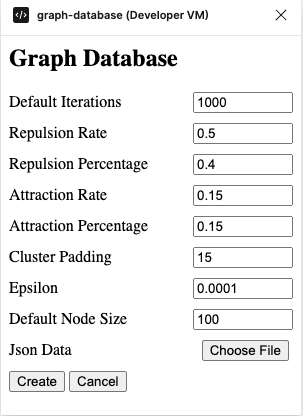 </> graph-database (Developer VM)
Graph Database
Default Iterations 1000
Repulsion Rate 0.5
Repulsion Percentage 0.4
Attraction Rate 0.15
Attraction Percentage 0.15
Cluster Padding 15
Epsilon 0.0001
Default Node Size 100
Json Data Choose File
Create Cancel